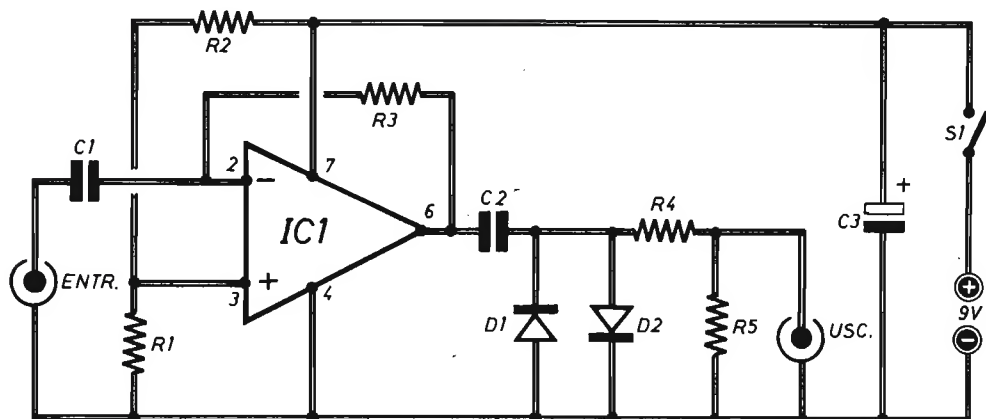 R2
R3
C1
2
−
7
6
IC1
C2
R4
S1
+
C3
ENTR.
+
3
4
R1
D1
D2
R5
USC.
+
9V
−